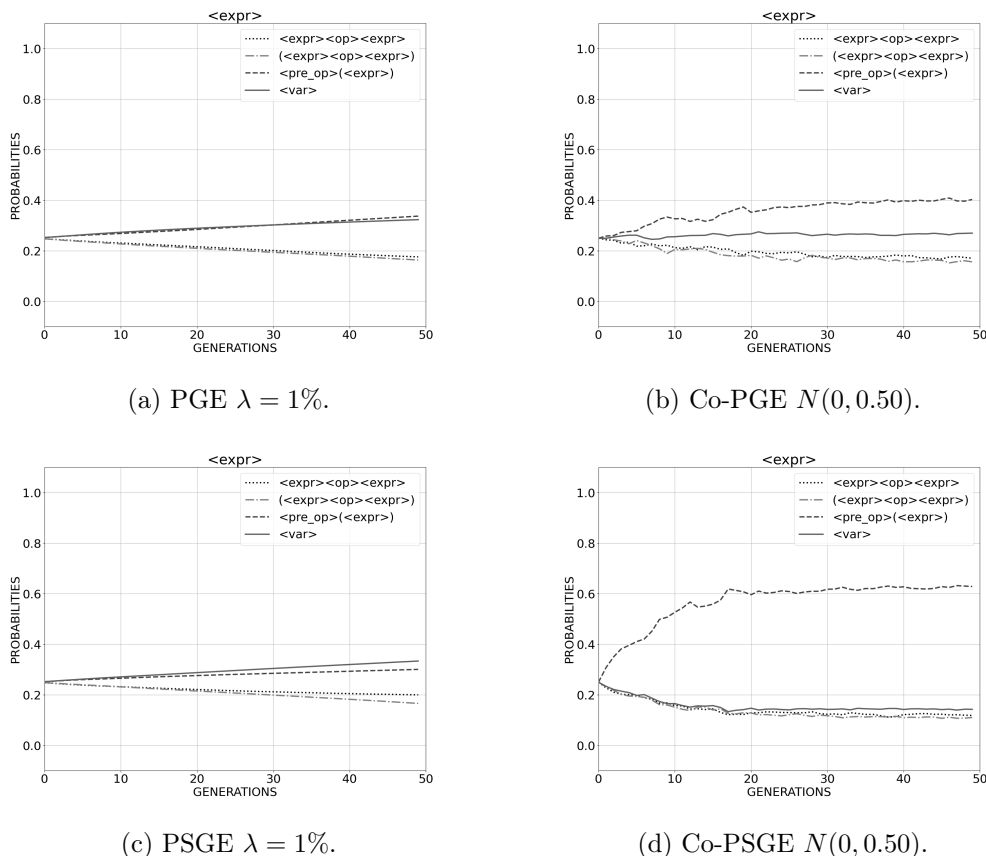 <expr>
1.0
0.8
0.6
0.4
0.2
0.0
PROBABILITIES
<expr><op><expr>
(<expr><op><expr>)
<pre_op>(<expr>)
<var>
0 10 20 30 40 50
GENERATIONS
(a) PGE λ = 1%.
<expr>
1.0
0.8
0.6
0.4
0.2
0.0
PROBABILITIES
<expr><op><expr>
(<expr><op><expr>)
<pre_op>(<expr>)
<var>
0 10 20 30 40 50
GENERATIONS
(b) Co-PGE N(0, 0.50).
<expr>
1.0
0.8
0.6
0.4
0.2
0.0
PROBABILITIES
<expr><op><expr>
(<expr><op><expr>)
<pre_op>(<expr>)
<var>
0 10 20 30 40 50
GENERATIONS
(c) PSGE λ = 1%.
<expr>
1.0
0.8
0.6
0.4
0.2
0.0
PROBABILITIES
<expr><op><expr>
(<expr><op><expr>)
<pre_op>(<expr>)
<var>
0 10 20 30 40 50
GENERATIONS
(d) Co-PSGE N(0, 0.50).